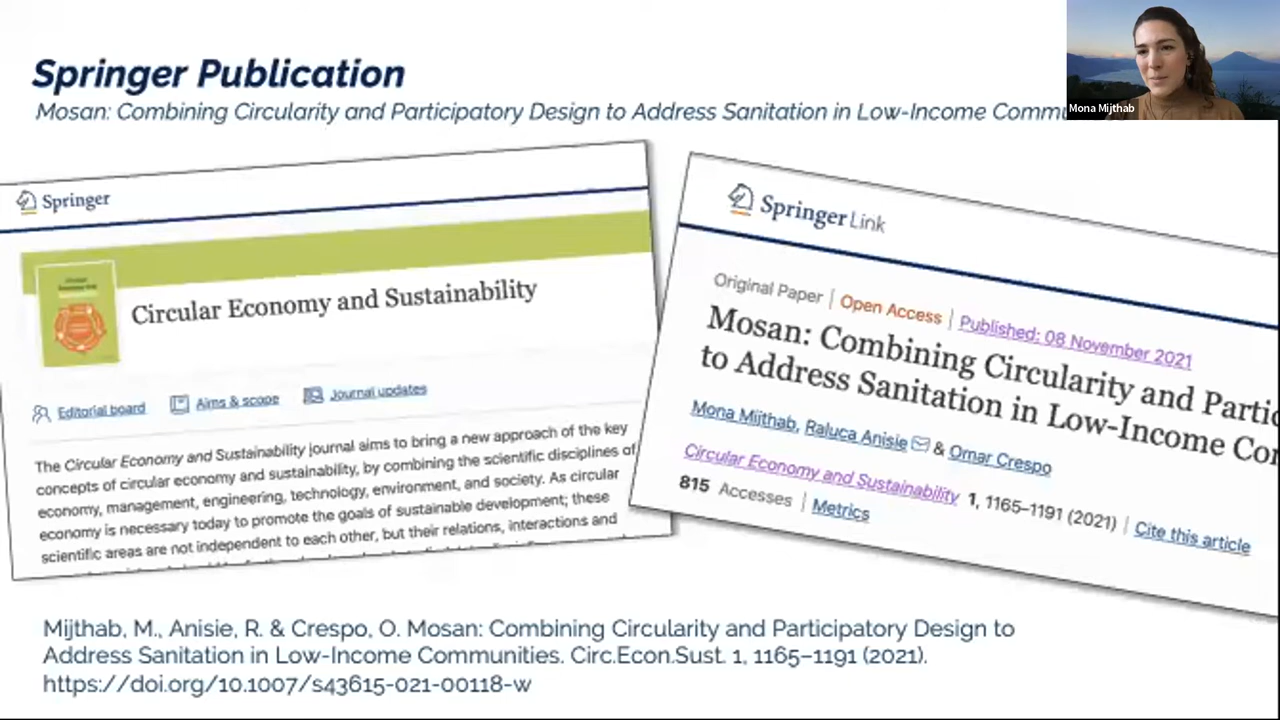 Springer Publication
Mosan: Combining Circularity and Participatory Design to Address Sanitation in Low-Income Commu
Mona Mijthab
Springer
Circular Economy and Sustainability
Editorial board
Aims & scope
Journal updates
The Circular Economy and Sustainability journal aims to bring a new approach of the key
concepts of circular economy and sustainability, by combining the scientific disciplines of
economy, management, engineering, technology, environment, and society. As circular
economy is necessary today to promote the goals of sustainable development; these
scientific areas are not independent to each other, but their relations, interactions and
Springer Link
Original Paper | Open Access | Published: 08 November 2021
Mosan: Combining Circularity and Partic
to Address Sanitation in Low-Income Co
Mona Mijthab, Raluca Anisie & Omar Crespo
Circular Economy and Sustainability 1, 1165–1191 (2021) | Cite this article
815 Accesses | Metrics
Mijthab, M., Anisie, R. & Crespo, O. Mosan: Combining Circularity and Participatory Design to
Address Sanitation in Low-Income Communities. Circ.Econ.Sust. 1, 1165–1191 (2021).
https://doi.org/10.1007/s43615-021-00118-w